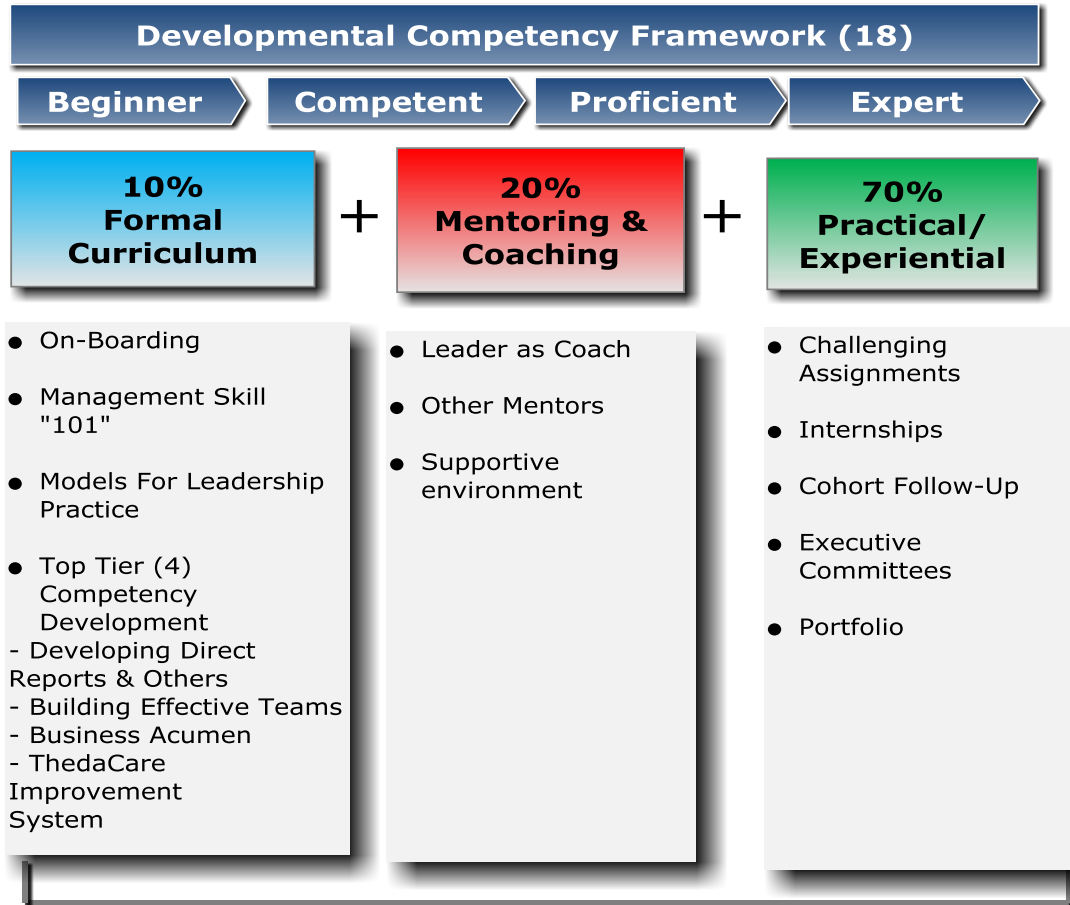 Developmental Competency Framework (18)
Beginner
Competent
Proficient
Expert
10%
Formal
Curriculum
+
20%
Mentoring &
Coaching
+
70%
Practical/
Experiential
● On-Boarding
● Management Skill
"101"
● Models For Leadership
Practice
● Top Tier (4)
Competency
Development
- Developing Direct
Reports & Others
- Building Effective Teams
- Business Acumen
- ThedaCare
Improvement
System
● Leader as Coach
● Other Mentors
● Supportive
environment
● Challenging
Assignments
● Internships
● Cohort Follow-Up
● Executive
Committees
● Portfolio